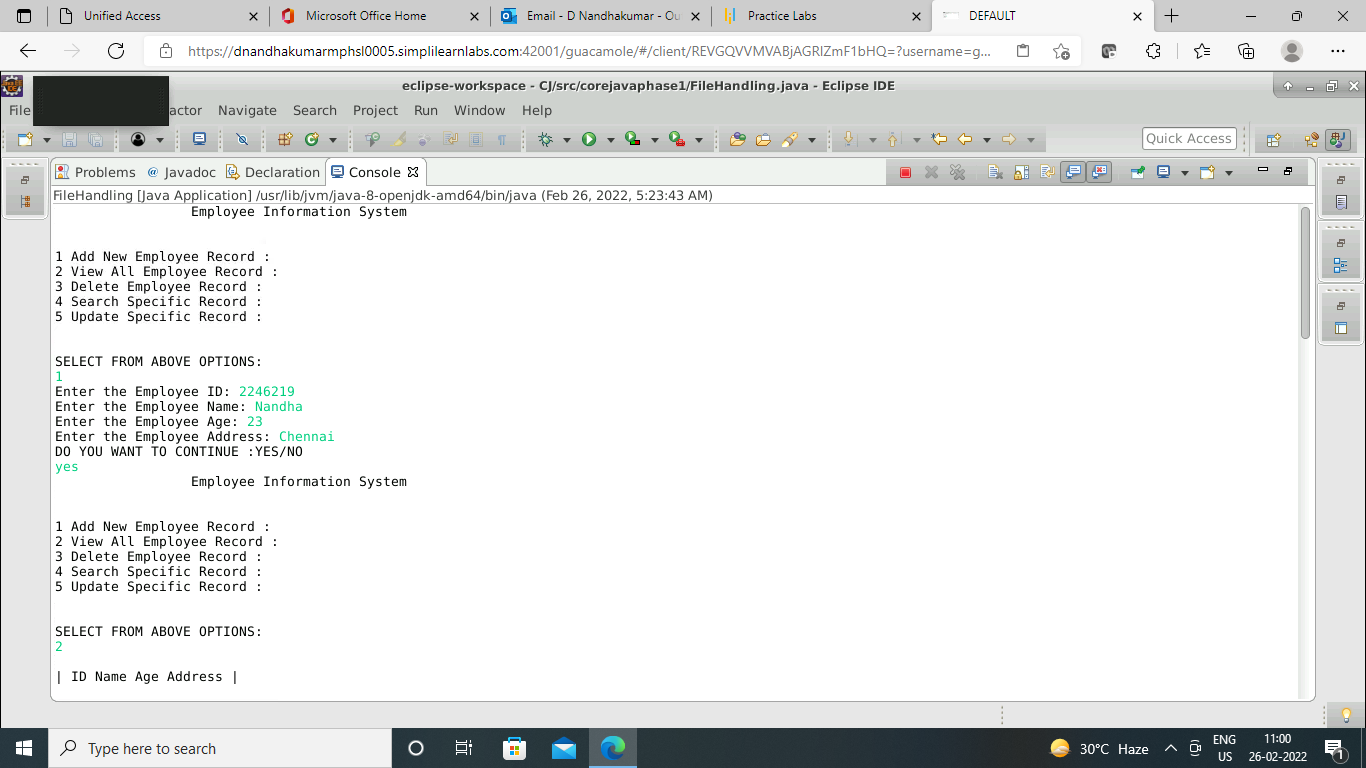 Unified Access
Microsoft Office Home
Email - D Nandhakumar - Ou
Practice Labs
DEFAULT
https://dnandhakumarmphsl0005.simplilearnlabs.com:42001/guacamole/#/client/REVGQVVMVABjAGRlZmF1bHQ=?username=g...
eclipse-workspace - CJ/src/corejavaphase1/FileHandling.java - Eclipse IDE
File actor Navigate Search Project Run Window Help
Quick Access
Problems @ Javadoc Declaration Console
FileHandling [Java Application] /usr/lib/jvm/java-8-openjdk-amd64/bin/java (Feb 26, 2022, 5:23:43 AM)
Employee Information System
1 Add New Employee Record :
2 View All Employee Record :
3 Delete Employee Record :
4 Search Specific Record :
5 Update Specific Record :
SELECT FROM ABOVE OPTIONS:
1
Enter the Employee ID: 2246219
Enter the Employee Name: Nandha
Enter the Employee Age: 23
Enter the Employee Address: Chennai
DO YOU WANT TO CONTINUE :YES/NO
yes
Employee Information System
1 Add New Employee Record :
2 View All Employee Record :
3 Delete Employee Record :
4 Search Specific Record :
5 Update Specific Record :
SELECT FROM ABOVE OPTIONS:
2
| ID Name Age Address |
Type here to search
30°C Haze
ENG
US
11:00
26-02-2022
1